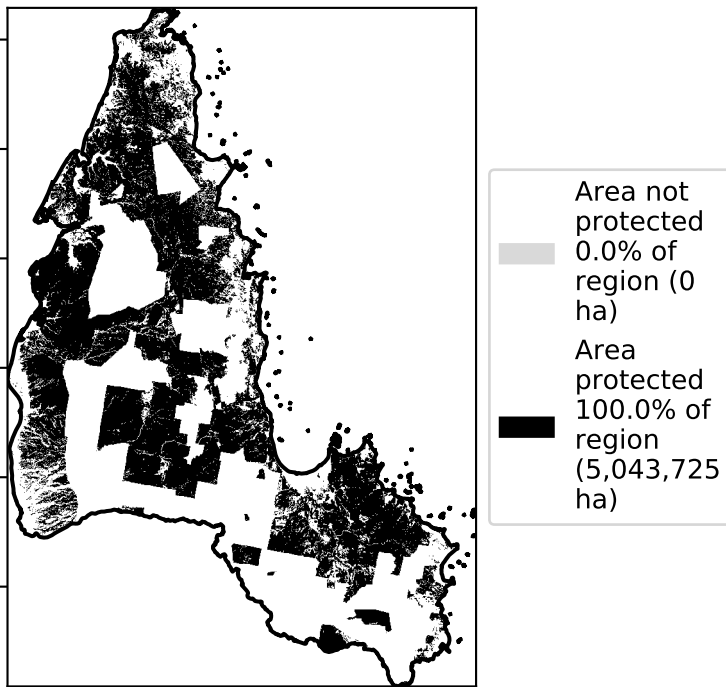 Area not
protected
0.0% of
region (0
ha)
Area
protected
100.0% of
region
(5,043,725
ha)